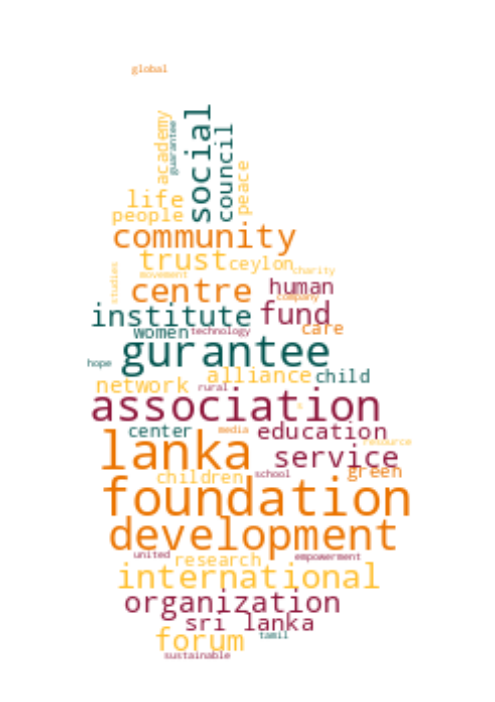 global
academy
guarantee
social
council
peace
life
people
community
trust
ceylon
studies
movement
charity
centre
human
company
institute
fund
women
technology
care
gurantee
hope
alliance
child
network
rural
association
s
center
media
education
resource
lanka
service
children
school
green
foundation
development
united
research
empowerment
international
organization
sri lanka
forum
tamil
sustainable